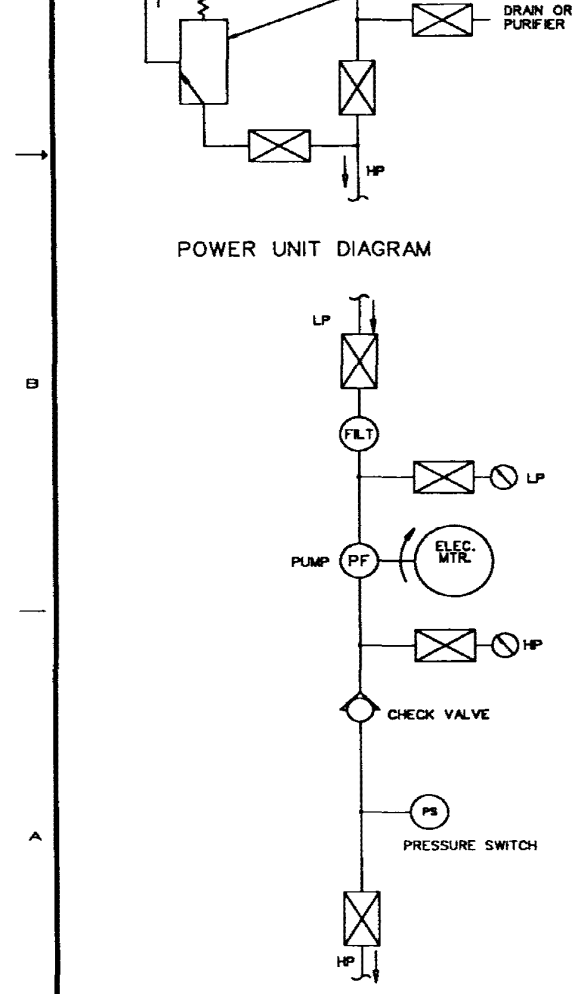 DRAIN OR
PURIFIER
HP
POWER UNIT DIAGRAM
LP
B
FILT
LP
ELEC.
MTR.
PUMP
PF
HP
CHECK VALVE
PS
A
PRESSURE SWITCH
HP